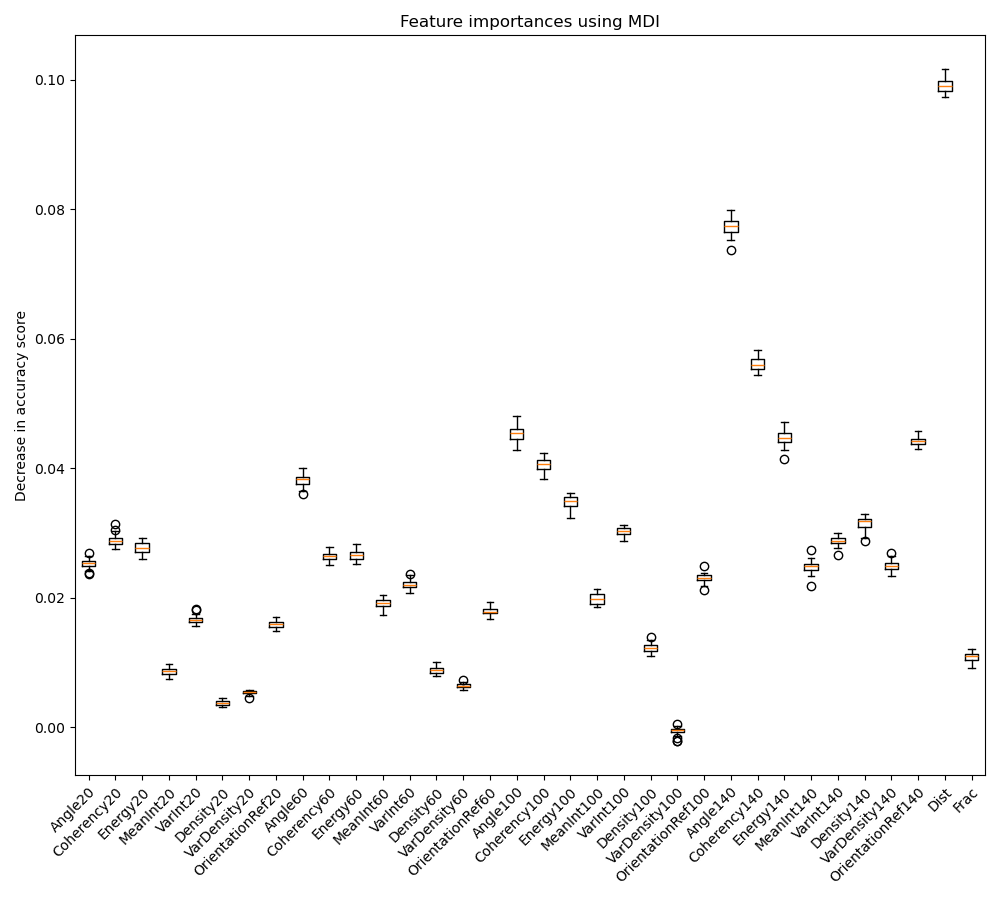 Feature importances using MDI
Decrease in accuracy score
0.10
0.08
0.06
0.04
0.02
0.00
Angle20
Coherency20
Energy20
MeanInt20
VarInt20
Density20
VarDensity20
OrientationRef20
Angle60
Coherency60
Energy60
MeanInt60
VarInt60
Density60
VarDensity60
OrientationRef60
Angle100
Coherency100
Energy100
MeanInt100
VarInt100
Density100
VarDensity100
OrientationRef100
Angle140
Coherency140
Energy140
MeanInt140
VarInt140
Density140
VarDensity140
OrientationRef140
Dist
Frac